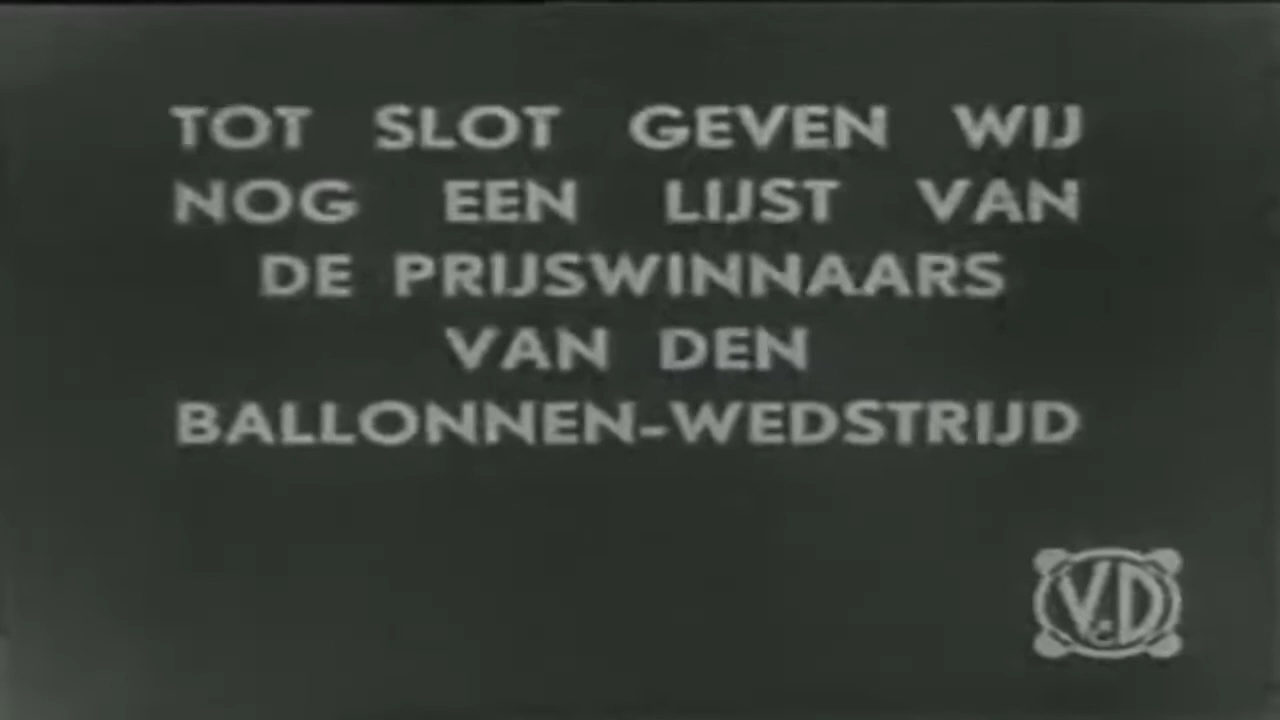 TOT SLOT GEVEN WIJ
NOG EEN LIJST VAN
DE PRIJSWINNAARS
VAN DEN
BALLONNEN-WEDSTRIJD
V&D